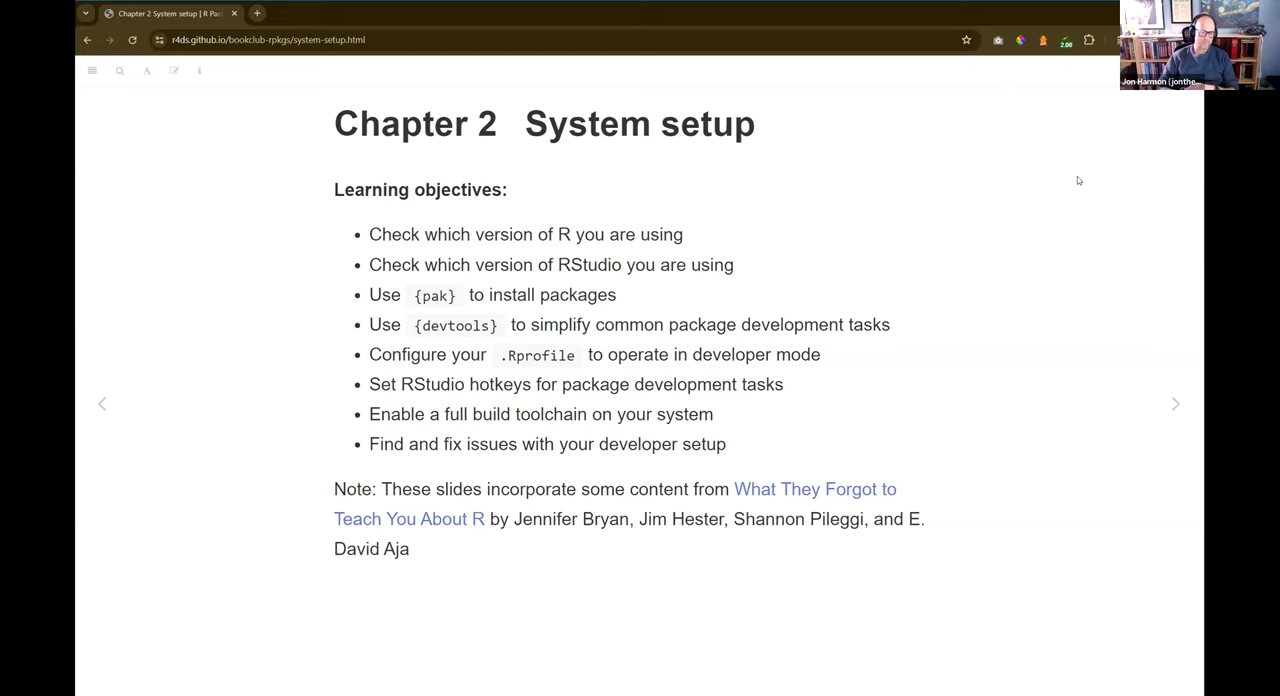 Chapter 2 System setup | R Pac
r4ds.github.io/bookclub-rpkgs/system-setup.html
2.00
Jon Harmon (jonthe...
Chapter 2 System setup
Learning objectives:
• Check which version of R you are using
• Check which version of RStudio you are using
• Use {pak} to install packages
• Use {devtools} to simplify common package development tasks
• Configure your .Rprofile to operate in developer mode
• Set RStudio hotkeys for package development tasks
• Enable a full build toolchain on your system
• Find and fix issues with your developer setup
Note: These slides incorporate some content from What They Forgot to
Teach You About R by Jennifer Bryan, Jim Hester, Shannon Pileggi, and E.
David Aja